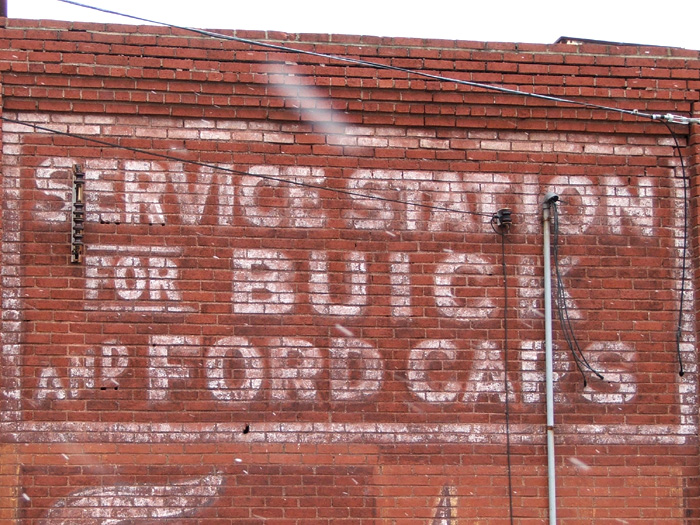 SERVICE STATION
FOR BUICK
AND FORD CARS